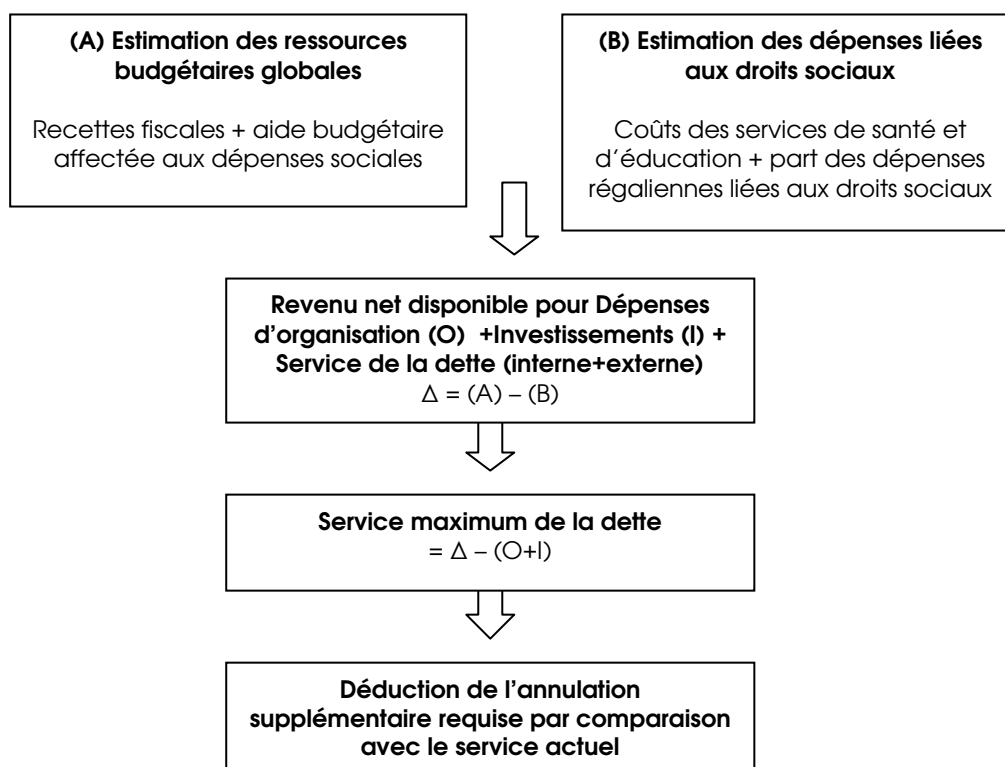 (A) Estimation des ressources
budgétaires globales
Recettes fiscales + aide budgétaire
affectée aux dépenses sociales
(B) Estimation des dépenses liées
aux droits sociaux
Coûts des services de santé et
d'éducation + part des dépenses
régaliennes liées aux droits sociaux
Revenu net disponible pour Dépenses
d'organisation (O) +Investissements (I) +
Service de la dette (interne+externe)
Δ = (A) – (B)
Service maximum de la dette
= Δ – (O+I)
Déduction de l'annulation
supplémentaire requise par comparaison
avec le service actuel